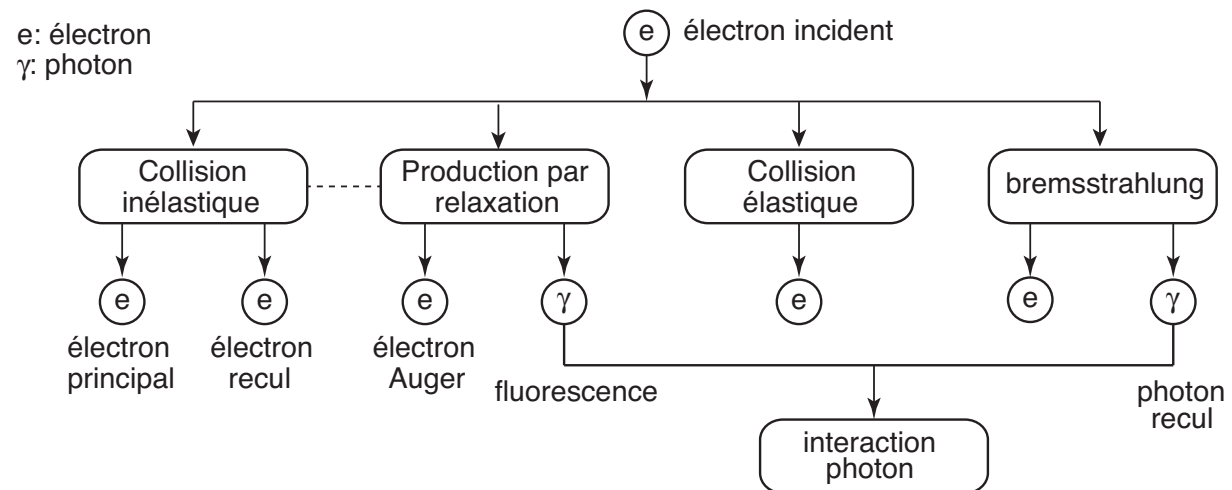 e: électron
γ: photon
e électron incident
Collision
inélastique
Production par
relaxation
Collision
élastique
bremsstrahlung
e
e
e
γ
e
e
γ
électron
principal
électron
recul
électron
Auger
fluorescence
photon
recul
interaction
photon